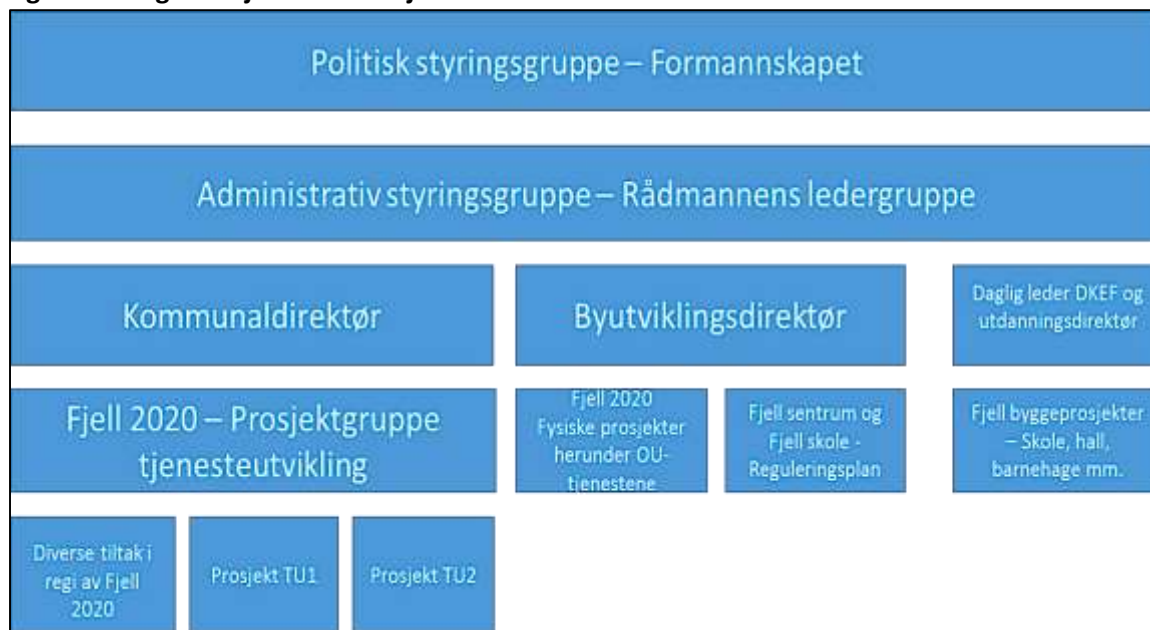 Politisk styringsgruppe – Formannskapet
Administrativ styringsgruppe – Rådmannens ledergruppe
Kommunaldirektør
Byutviklingsdirektør
Daglig leder DKEF og
utdanningsdirektør
Fjell 2020 – Prosjektgruppe
tjenesteutvikling
Fjell 2020
Fysiske prosjekter
herunder OU-
tjenestene
Fjell sentrum og
Fjell skole -
Reguleringsplan
Fjell byggeprosjekter
– Skole, hall,
barnehage mm.
Diverse tiltak i
regi av Fjell
2020
Prosjekt TU1
Prosjekt TU2